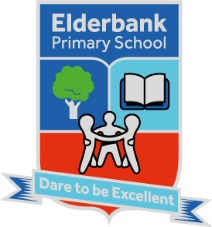 Elderbank
Primary School
Dare to be Excellent